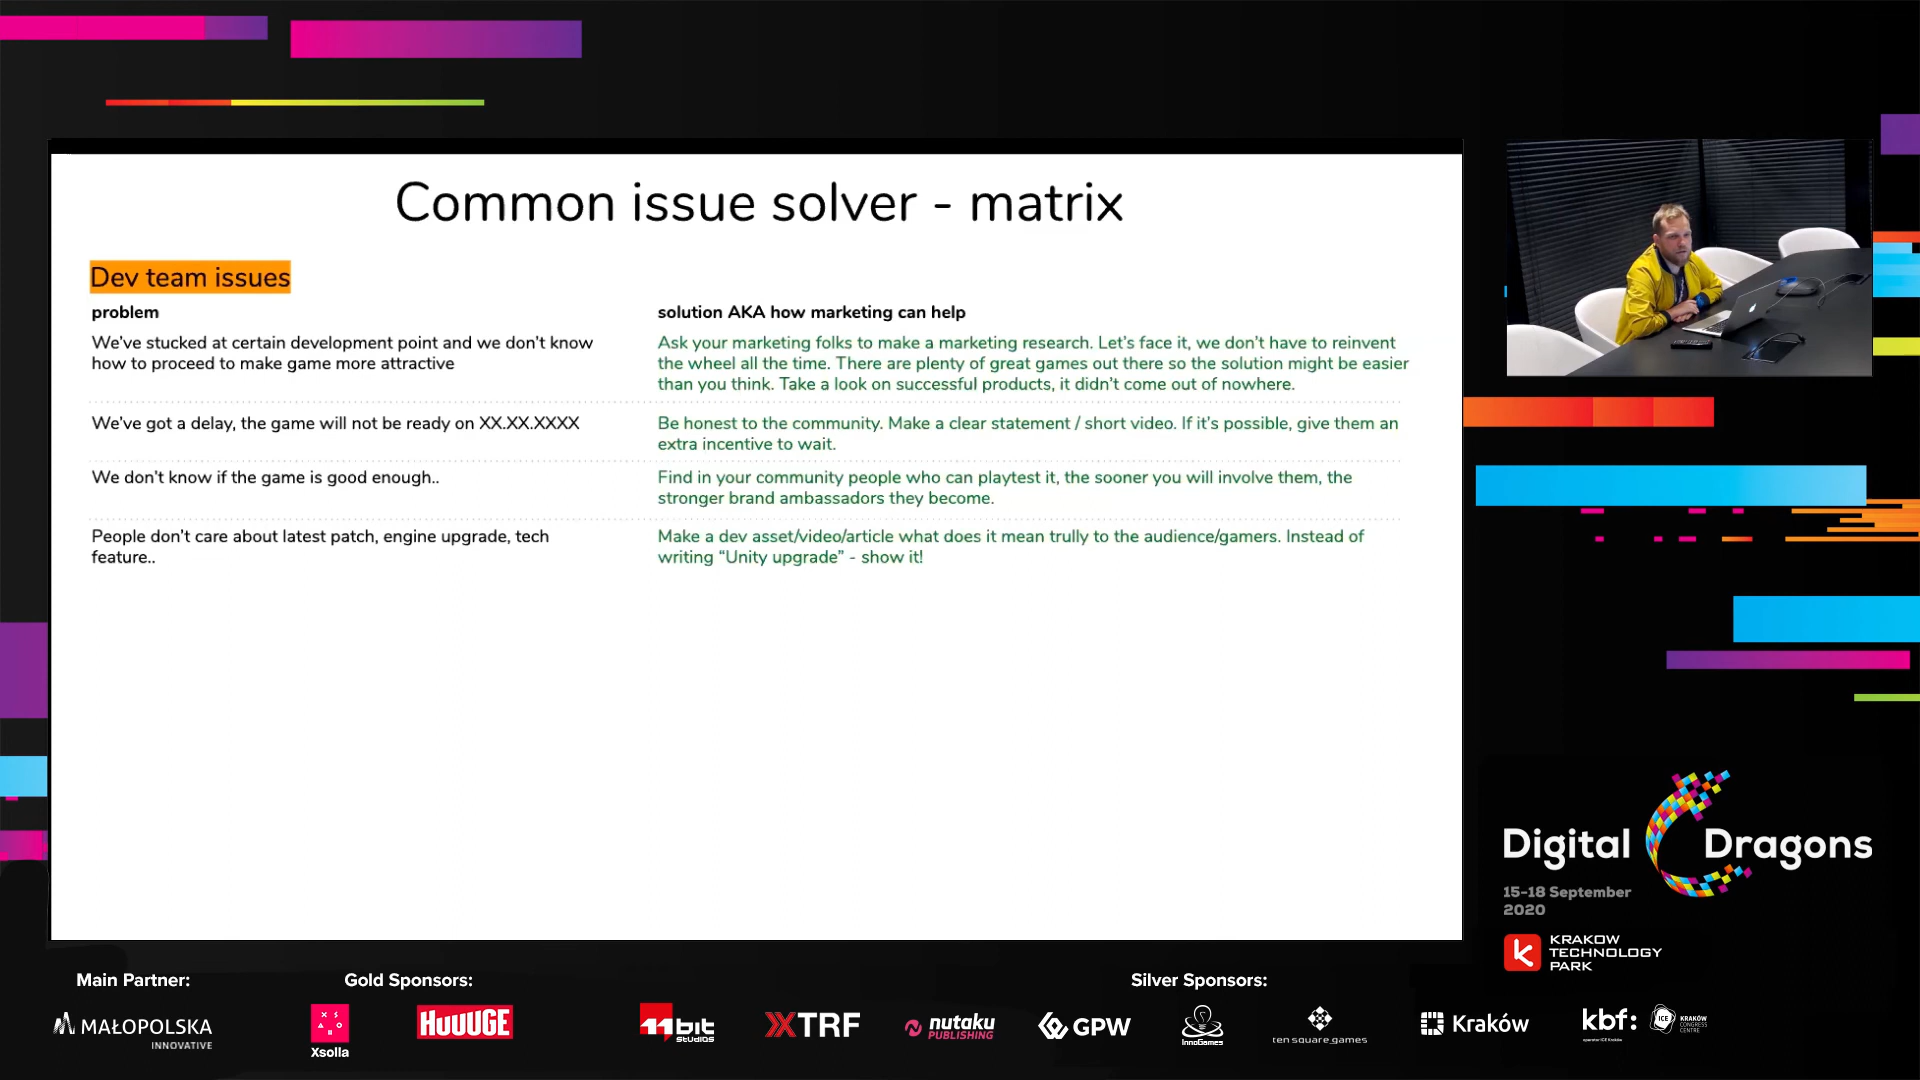 Common issue solver - matrix
Dev team issues
problem
solution AKA how marketing can help
We've stucked at certain development point and we don't know
how to proceed to make game more attractive
Ask your marketing folks to make a marketing research. Let's face it, we don't have to reinvent
the wheel all the time. There are plenty of great games out there so the solution might be easier
than you think. Take a look on successful products, it didn't come out of nowhere.
We've got a delay, the game will not be ready on XX.XX.XXXX
Be honest to the community. Make a clear statement / short video. If it's possible, give them an
extra incentive to wait.
We don't know if the game is good enough..
Find in your community people who can playtest it, the sooner you will involve them, the
stronger brand ambassadors they become.
People don't care about latest patch, engine upgrade, tech
feature..
Make a dev asset/video/article what does it mean trully to the audience/gamers. Instead of
writing “Unity upgrade” - show it!
Digital Dragons
15-18 September
2020
KRAKOW
TECHNOLOGY
PARK
Main Partner:
MAŁOPOLSKA
INNOVATIVE
Gold Sponsors:
XS
Xsolla
HUUUGE
Silver Sponsors:
11bit
STUDIOS
XTRF
nutaku
PUBLISHING
GPW
InnoGames
ten square games
Kraków
kbf:
operator ICE Kraków
ICE
KRAKÓW
CONGRESS
CENTRE